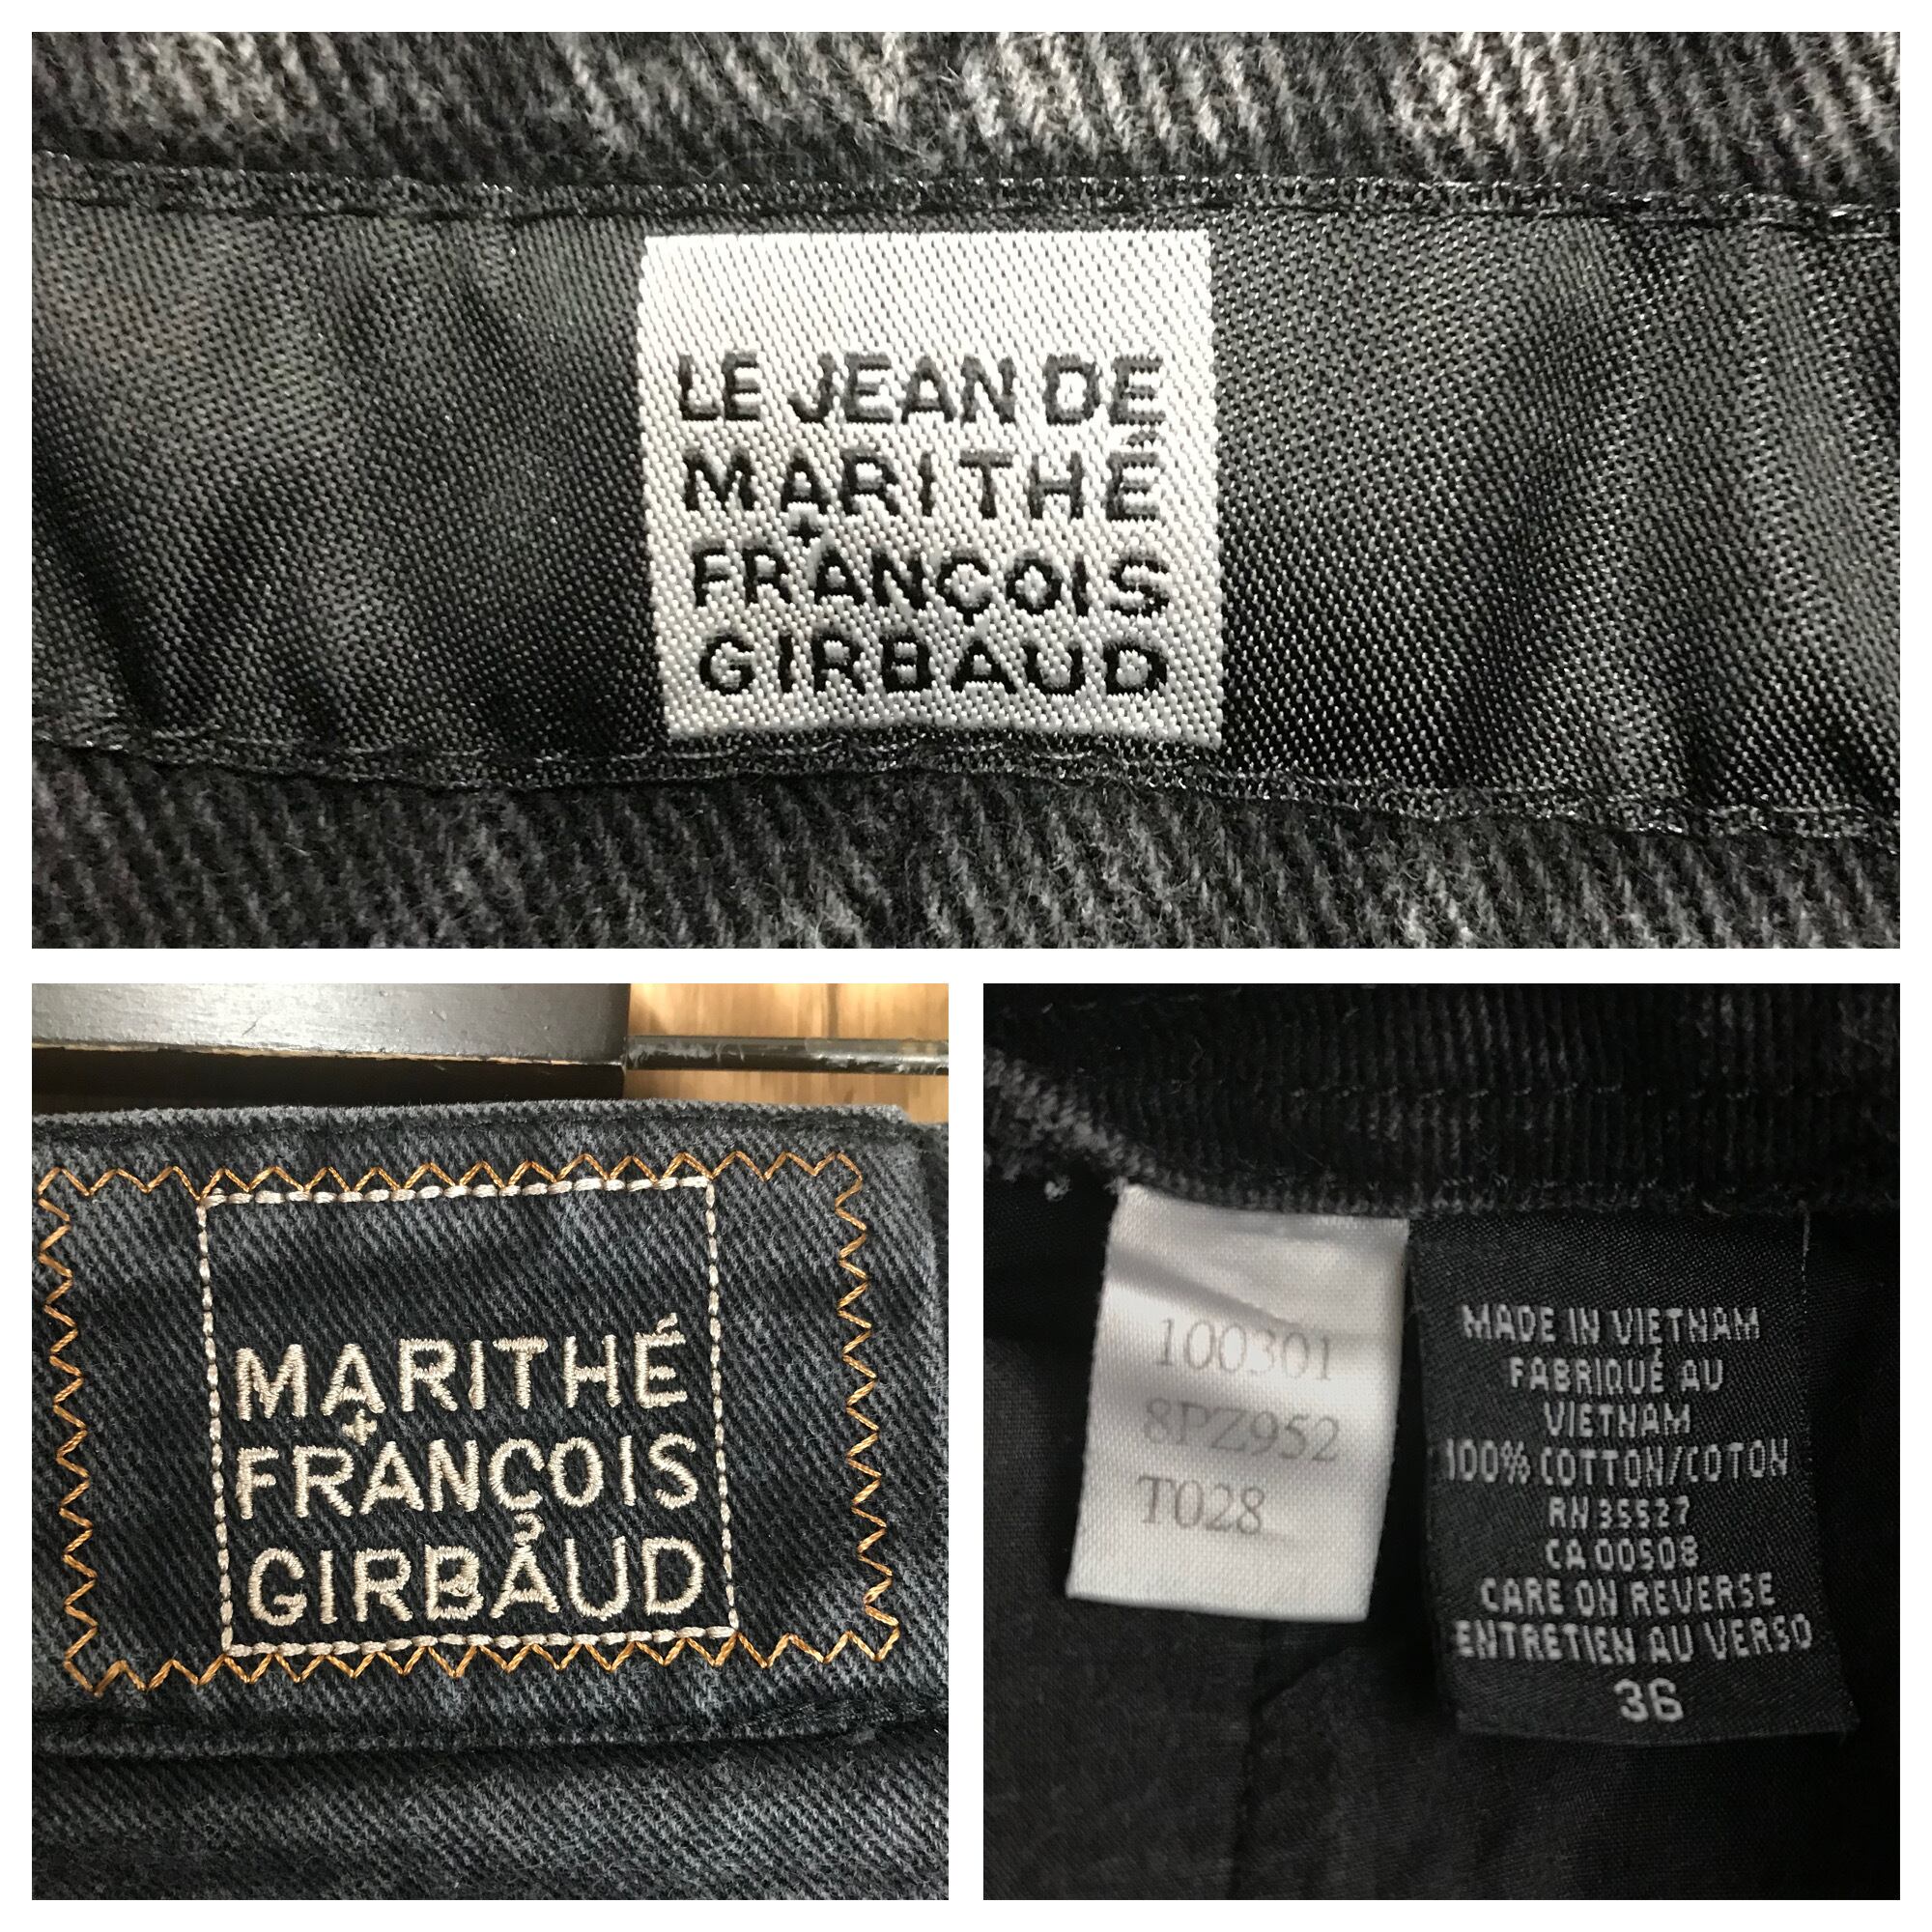 LE JEAN DE
MARITHÉ
+
FRANÇOIS
GIRBAUD
MARITHÉ
+
FRANÇOIS
GIRBAUD
100301
8PZ952
T028
MADE IN VIETNAM
FABRIQUÉ AU
VIETNAM
100% COTTON/COTON
RN 35527
CA 00508
CARE ON REVERSE
ENTRETIEN AU VERSO
36